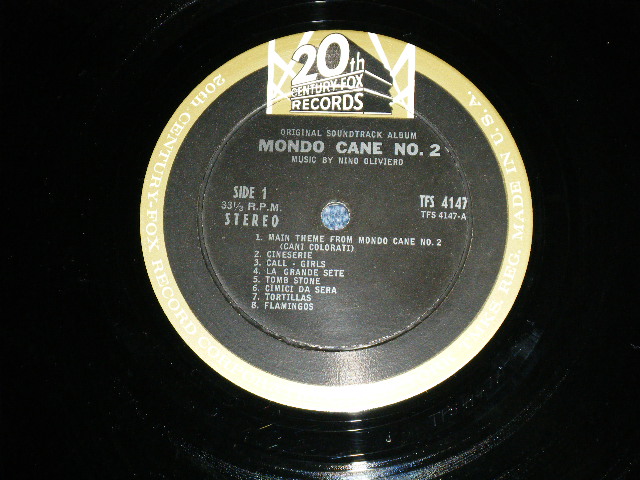 20th
CENTURY-FOX
RECORDS
ORIGINAL SOUNDTRACK ALBUM
MONDO CANE NO. 2
MUSIC BY NINO OLIVIERO
SIDE 1
33⅓ R.P.M.
STEREO
TFS 4147
TFS 4147-A
1. MAIN THEME FROM MONDO CANE NO. 2
(CANI COLORATI)
2. CINESERIE
3. CALL - GIRLS
4. LA GRANDE SETE
5. TOMB STONE
6. CIMICI DA SERA
7. TORTILLAS
8. FLAMINGOS
20th CENTURY-FOX RECORD
REG. MADE IN U.S.A.